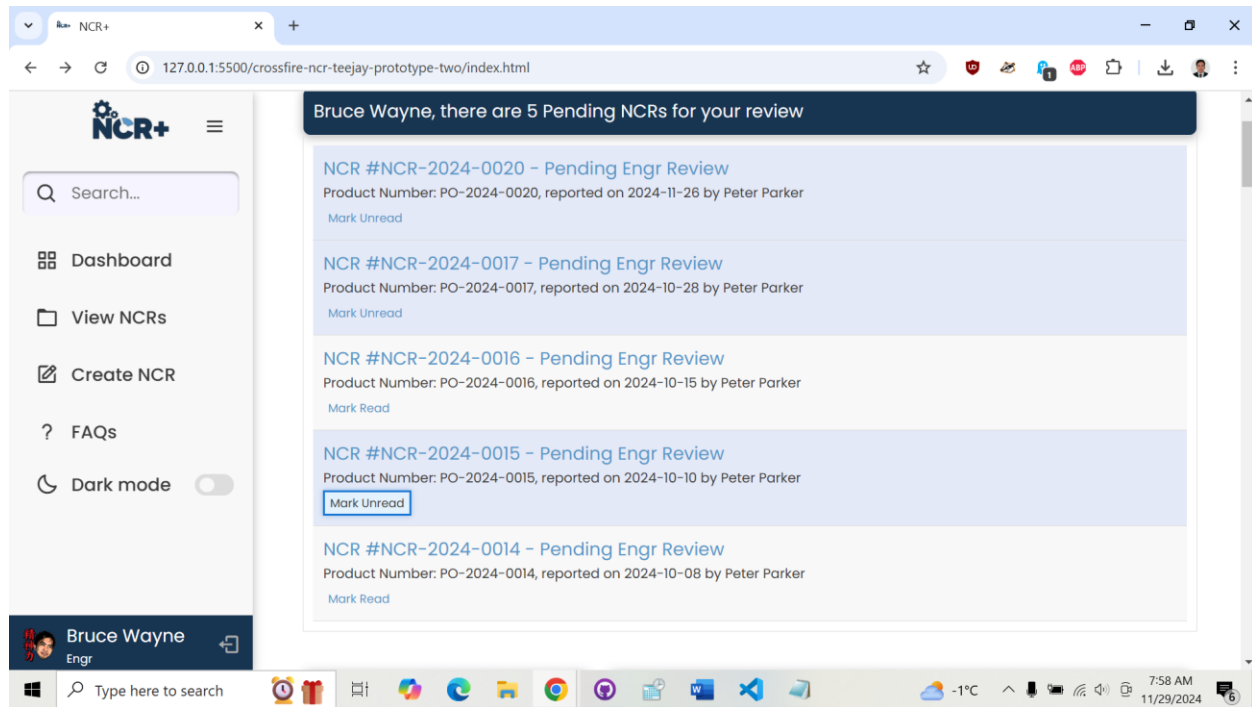 NCR+
127.0.0.1:5500/crossfire-ncr-teejay-prototype-two/index.html
ABP
1
NCR+
Search...
Dashboard
View NCRs
Create NCR
? FAQs
Dark mode
Bruce Wayne
Engr
Bruce Wayne, there are 5 Pending NCRs for your review
NCR #NCR-2024-0020 - Pending Engr Review
Product Number: PO-2024-0020, reported on 2024-11-26 by Peter Parker
Mark Unread
NCR #NCR-2024-0017 - Pending Engr Review
Product Number: PO-2024-0017, reported on 2024-10-28 by Peter Parker
Mark Unread
NCR #NCR-2024-0016 - Pending Engr Review
Product Number: PO-2024-0016, reported on 2024-10-15 by Peter Parker
Mark Read
NCR #NCR-2024-0015 - Pending Engr Review
Product Number: PO-2024-0015, reported on 2024-10-10 by Peter Parker
Mark Unread
NCR #NCR-2024-0014 - Pending Engr Review
Product Number: PO-2024-0014, reported on 2024-10-08 by Peter Parker
Mark Read
Type here to search
-1°C
7:58 AM
11/29/2024
6